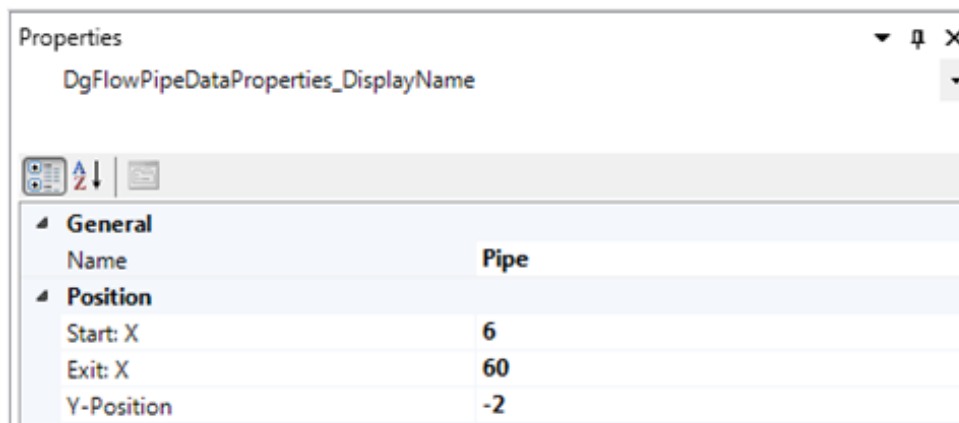 Properties
DgFlowPipeDataProperties_DisplayName
A
Z
General
Name Pipe
Position
Start: X 6
Exit: X 60
Y-Position -2